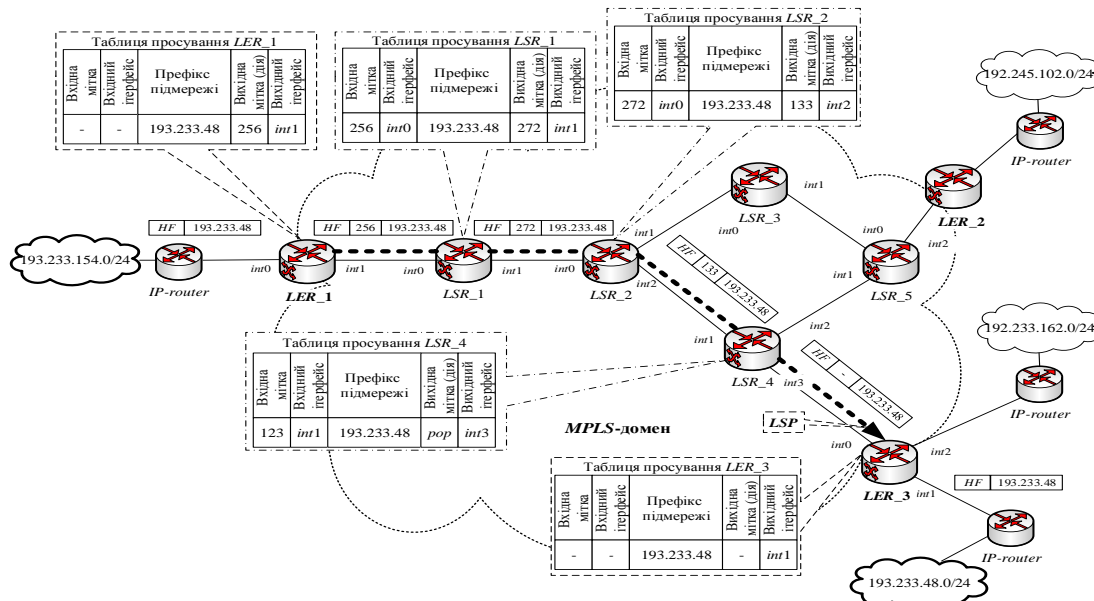 Таблиця просування LER_1
Вхідна мітка
Вхідний ітерфейс
Префікс підмережі
Вихідна мітка (дія)
Вихідний ітерфейс
- - 193.233.48 256 int1
Таблиця просування LSR_1
Вхідна мітка
Вхідний ітерфейс
Префікс підмережі
Вихідна мітка (дія)
Вихідний ітерфейс
256 int0 193.233.48 272 int1
Таблиця просування LSR_2
Вхідна мітка
Вхідний ітерфейс
Префікс підмережі
Вихідна мітка (дія)
Вихідний ітерфейс
272 int0 193.233.48 133 int2
192.245.102.0/24
IP-router
LER_2
int1
LSR_3
int0
int0
int2
int1
LSR_5
HF 193.233.48
HF 256 193.233.48
HF 272 193.233.48
193.233.154.0/24
IP-router
int0
LER_1
int1
int0
LSR_1
int1
int0
LSR_2
int1
int2
HF 133 193.233.48
int1
int2
LSR_4
int3
HF - 193.233.48
192.233.162.0/24
IP-router
Таблиця просування LSR_4
Вхідна мітка
Вхідний ітерфейс
Префікс підмережі
Вихідна мітка (дія)
Вихідний ітерфейс
123 int1 193.233.48 pop int3
MPLS-домен
LSP
int0
int2
LER_3
int1
HF 193.233.48
IP-router
193.233.48.0/24
Таблиця просування LER_3
Вхідна мітка
Вхідний ітерфейс
Префікс підмережі
Вихідна мітка (дія)
Вихідний ітерфейс
- - 193.233.48 - int1